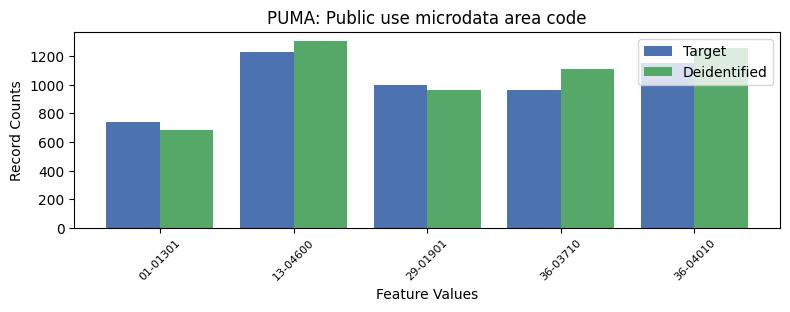 PUMA: Public use microdata area code
Record Counts
1200
1000
800
600
400
200
0
Target
Deidentified
01-01301
13-04600
29-01901
36-03710
36-04010
Feature Values